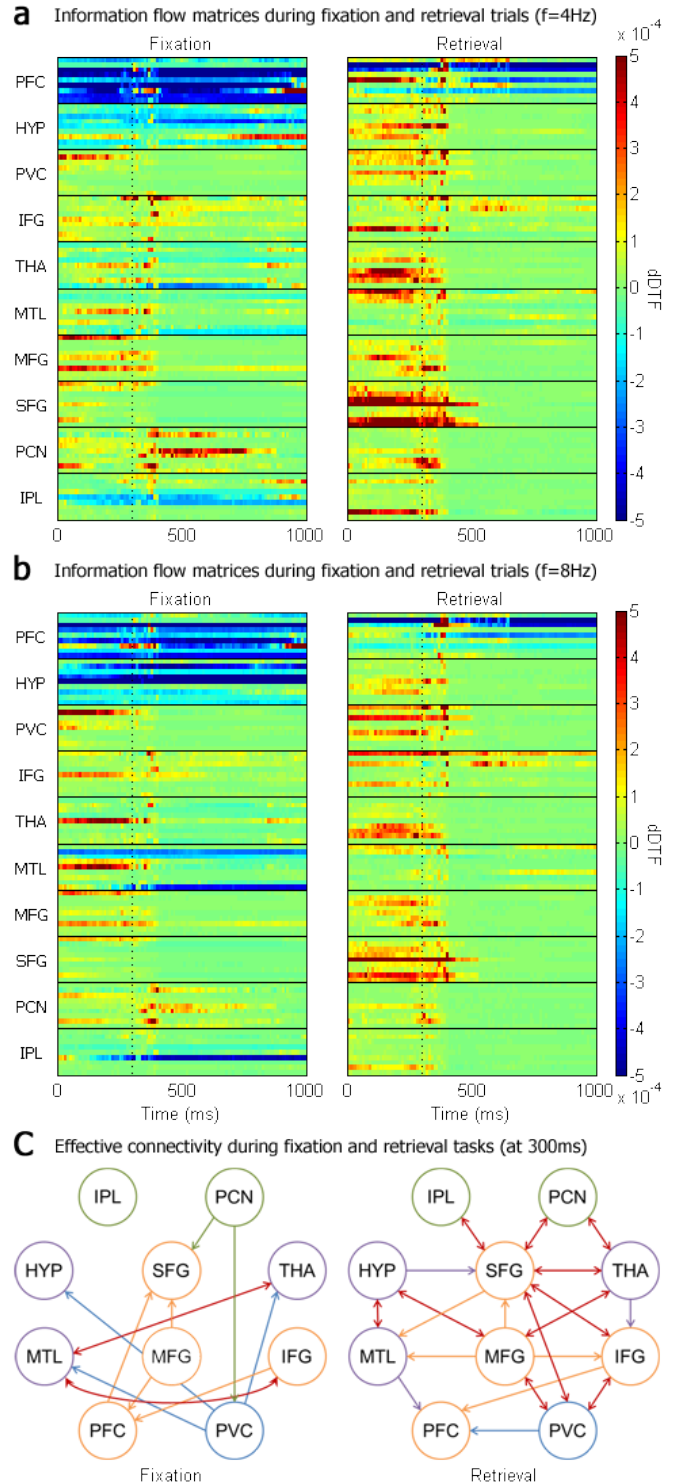 a Information flow matrices during fixation and retrieval trials (f=4Hz)
Fixation
Retrieval
x 10⁻⁴
PFC
HYP
PVC
IFG
THA
MTL
MFG
SFG
PCN
IPL
0 500 1000
0 500 1000
5
4
3
2
1
0
-1
-2
-3
-4
-5
dDTF
b Information flow matrices during fixation and retrieval trials (f=8Hz)
Fixation
Retrieval
PFC
HYP
PVC
IFG
THA
MTL
MFG
SFG
PCN
IPL
0 500 1000
0 500 1000
Time (ms)
Time (ms)
5
4
3
2
1
0
-1
-2
-3
-4
-5
dDTF
x 10⁻⁴
C Effective connectivity during fixation and retrieval tasks (at 300ms)
IPL PCN
HYP SFG THA
MTL MFG IFG
PFC PVC
Fixation
IPL PCN
HYP SFG THA
MTL MFG IFG
PFC PVC
Retrieval